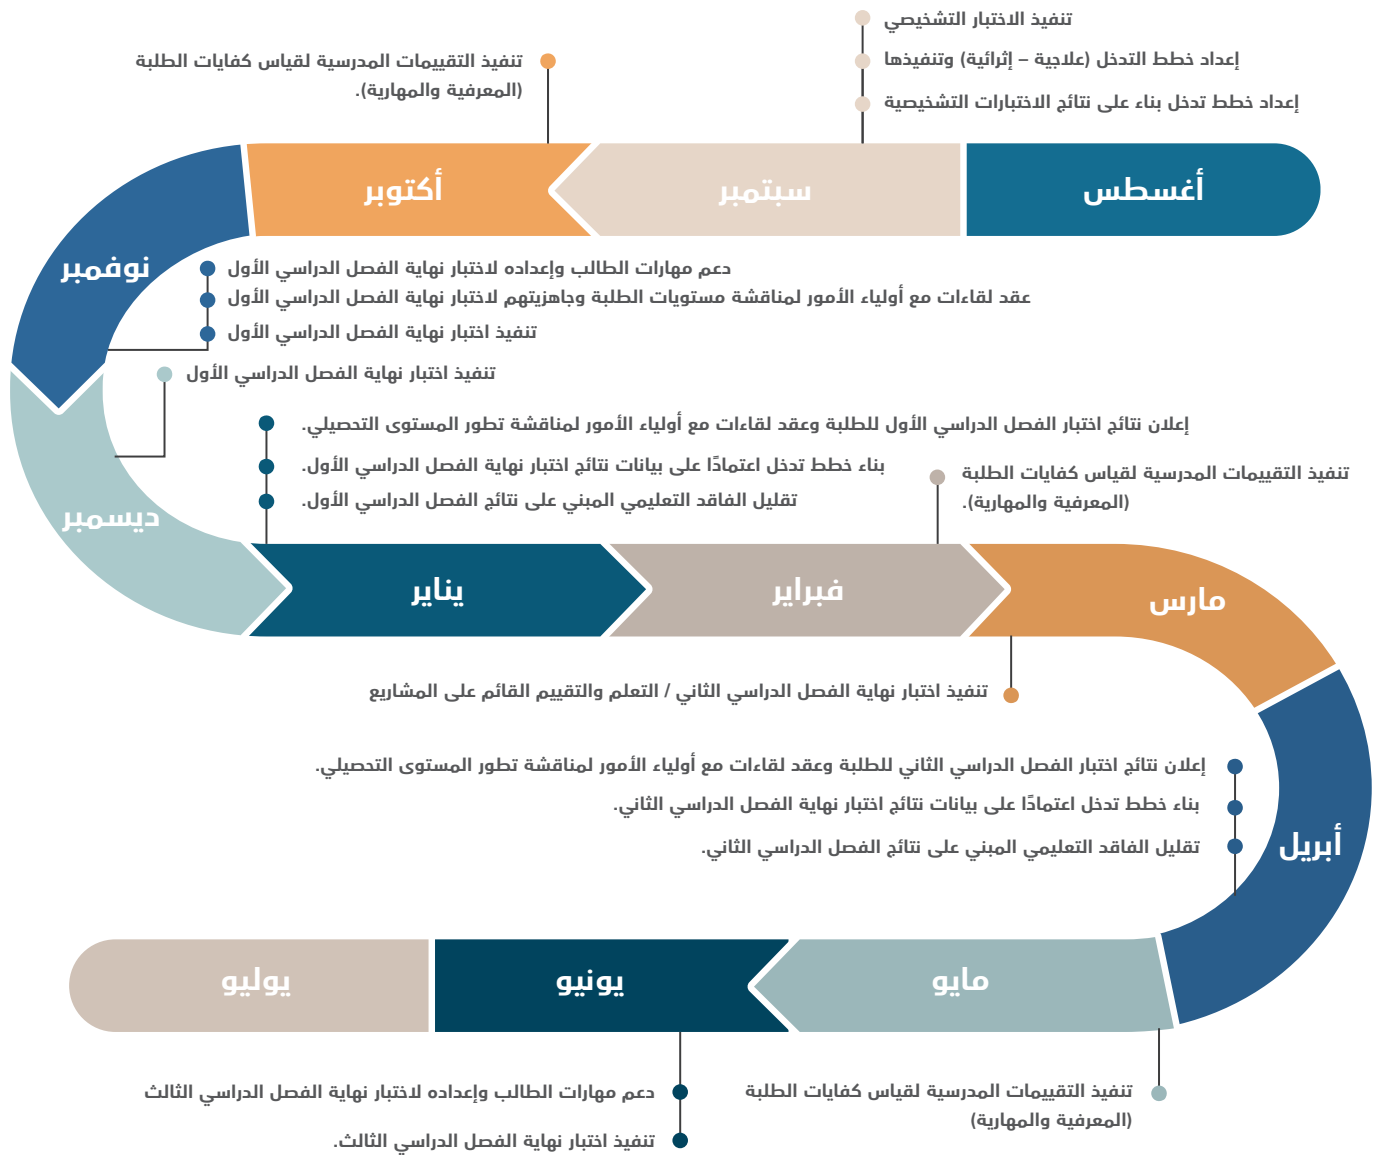 تنفيذ الاختبار التشخيصي
إعداد خطط التدخل (علاجية – إثرائية) وتنفيذها
إعداد خطط تدخل بناء على نتائج الاختبارات التشخيصية
تنفيذ التقييمات المدرسية لقياس كفايات الطلبة
(المعرفية والمهارية).
أغسطس
سبتمبر
أكتوبر
نوفمبر
دعم مهارات الطالب وإعداده لاختبار نهاية الفصل الدراسي الأول
عقد لقاءات مع أولياء الأمور لمناقشة مستويات الطلبة وجاهزيتهم لاختبار نهاية الفصل الدراسي الأول
تنفيذ اختبار نهاية الفصل الدراسي الأول
تنفيذ اختبار نهاية الفصل الدراسي الأول
ديسمبر
إعلان نتائج اختبار الفصل الدراسي الأول للطلبة وعقد لقاءات مع أولياء الأمور لمناقشة تطور المستوى التحصيلي.
بناء خطط تدخل اعتمادًا على بيانات نتائج اختبار نهاية الفصل الدراسي الأول.
تقليل الفاقد التعليمي المبني على نتائج الفصل الدراسي الأول.
تنفيذ التقييمات المدرسية لقياس كفايات الطلبة
(المعرفية والمهارية).
يناير
فبراير
مارس
تنفيذ اختبار نهاية الفصل الدراسي الثاني / التعلم والتقييم القائم على المشاريع
إعلان نتائج اختبار الفصل الدراسي الثاني للطلبة وعقد لقاءات مع أولياء الأمور لمناقشة تطور المستوى التحصيلي.
بناء خطط تدخل اعتمادًا على بيانات نتائج اختبار نهاية الفصل الدراسي الثاني.
تقليل الفاقد التعليمي المبني على نتائج الفصل الدراسي الثاني.
أبريل
مايو
يونيو
يوليو
تنفيذ التقييمات المدرسية لقياس كفايات الطلبة
(المعرفية والمهارية)
دعم مهارات الطالب وإعداده لاختبار نهاية الفصل الدراسي الثالث
تنفيذ اختبار نهاية الفصل الدراسي الثالث.